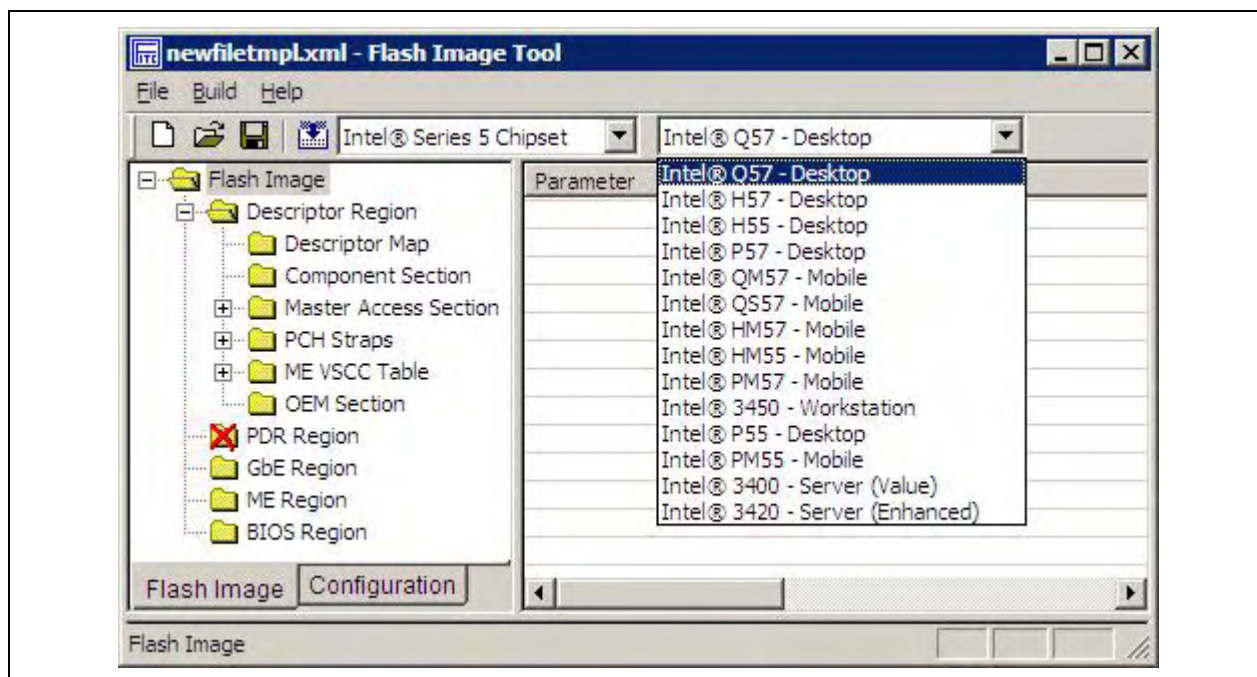 newfiletmpl.xml - Flash Image Tool
File Build Help
Intel® Series 5 Chipset
Intel® Q57 - Desktop
Flash Image
Descriptor Region
Descriptor Map
Component Section
Master Access Section
PCH Straps
ME VSCC Table
OEM Section
PDR Region
GbE Region
ME Region
BIOS Region
Flash Image
Configuration
Parameter
Intel® Q57 - Desktop
Intel® H57 - Desktop
Intel® H55 - Desktop
Intel® P57 - Desktop
Intel® QM57 - Mobile
Intel® QS57 - Mobile
Intel® HM57 - Mobile
Intel® HM55 - Mobile
Intel® PM57 - Mobile
Intel® 3450 - Workstation
Intel® P55 - Desktop
Intel® PM55 - Mobile
Intel® 3400 - Server (Value)
Intel® 3420 - Server (Enhanced)
Flash Image